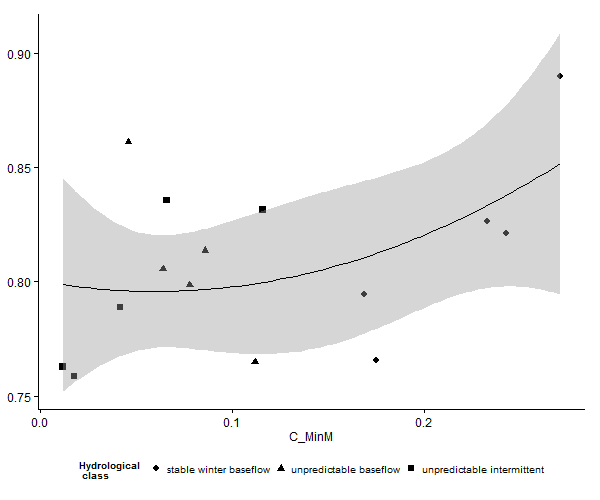 0.90
0.85
0.80
0.75
0.0 0.1 0.2
C_MinM
Hydrological
class
stable winter baseflow unpredictable baseflow unpredictable intermittent